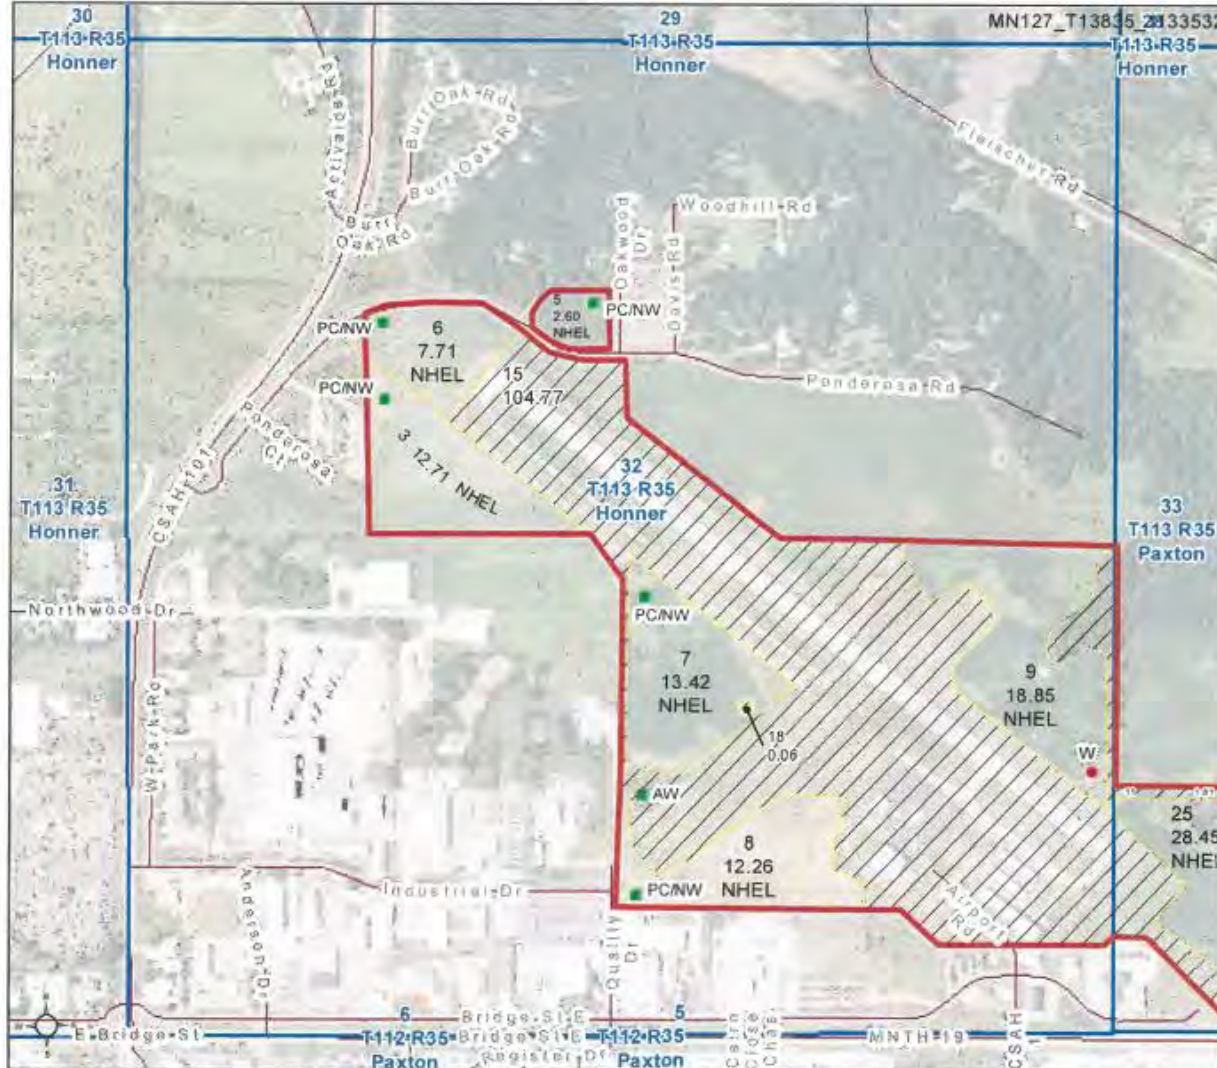 30
T113 R35
Honner
29
T113 R35
Honner
T113 R35
Honner
Burr Oak Rd
Burr Oak Rd
Burr
Oak Rd
Fleischer Rd
Woodhill Rd
Oakwood
Dr
Davis Rd
PC/NW
6
7.71
NHEL
5
2.60
NHEL
PC/NW
PC/NW
15
104.77
Ponderosa Rd
Ponderosa
Ct
3 12.71 NHEL
CSAH 101
31
T113 R35
Honner
32
T113 R35
Honner
33
T113 R35
Paxton
Northwood Dr
PC/NW
7
13.42
NHEL
9
18.85
NHEL
W Park Rd
18
0.06
W
AW
25
28.45
NHEL
8
12.26
NHEL
PC/NW
Industrial Dr
Anderson Dr
Quality
Dr
Airport
Rd
E Bridge St
6
T112 R35
Paxton
Bridge St E
Bridge St E
Register Dr
5
T112 R35
Paxton
MNTH 19
CSAH
1